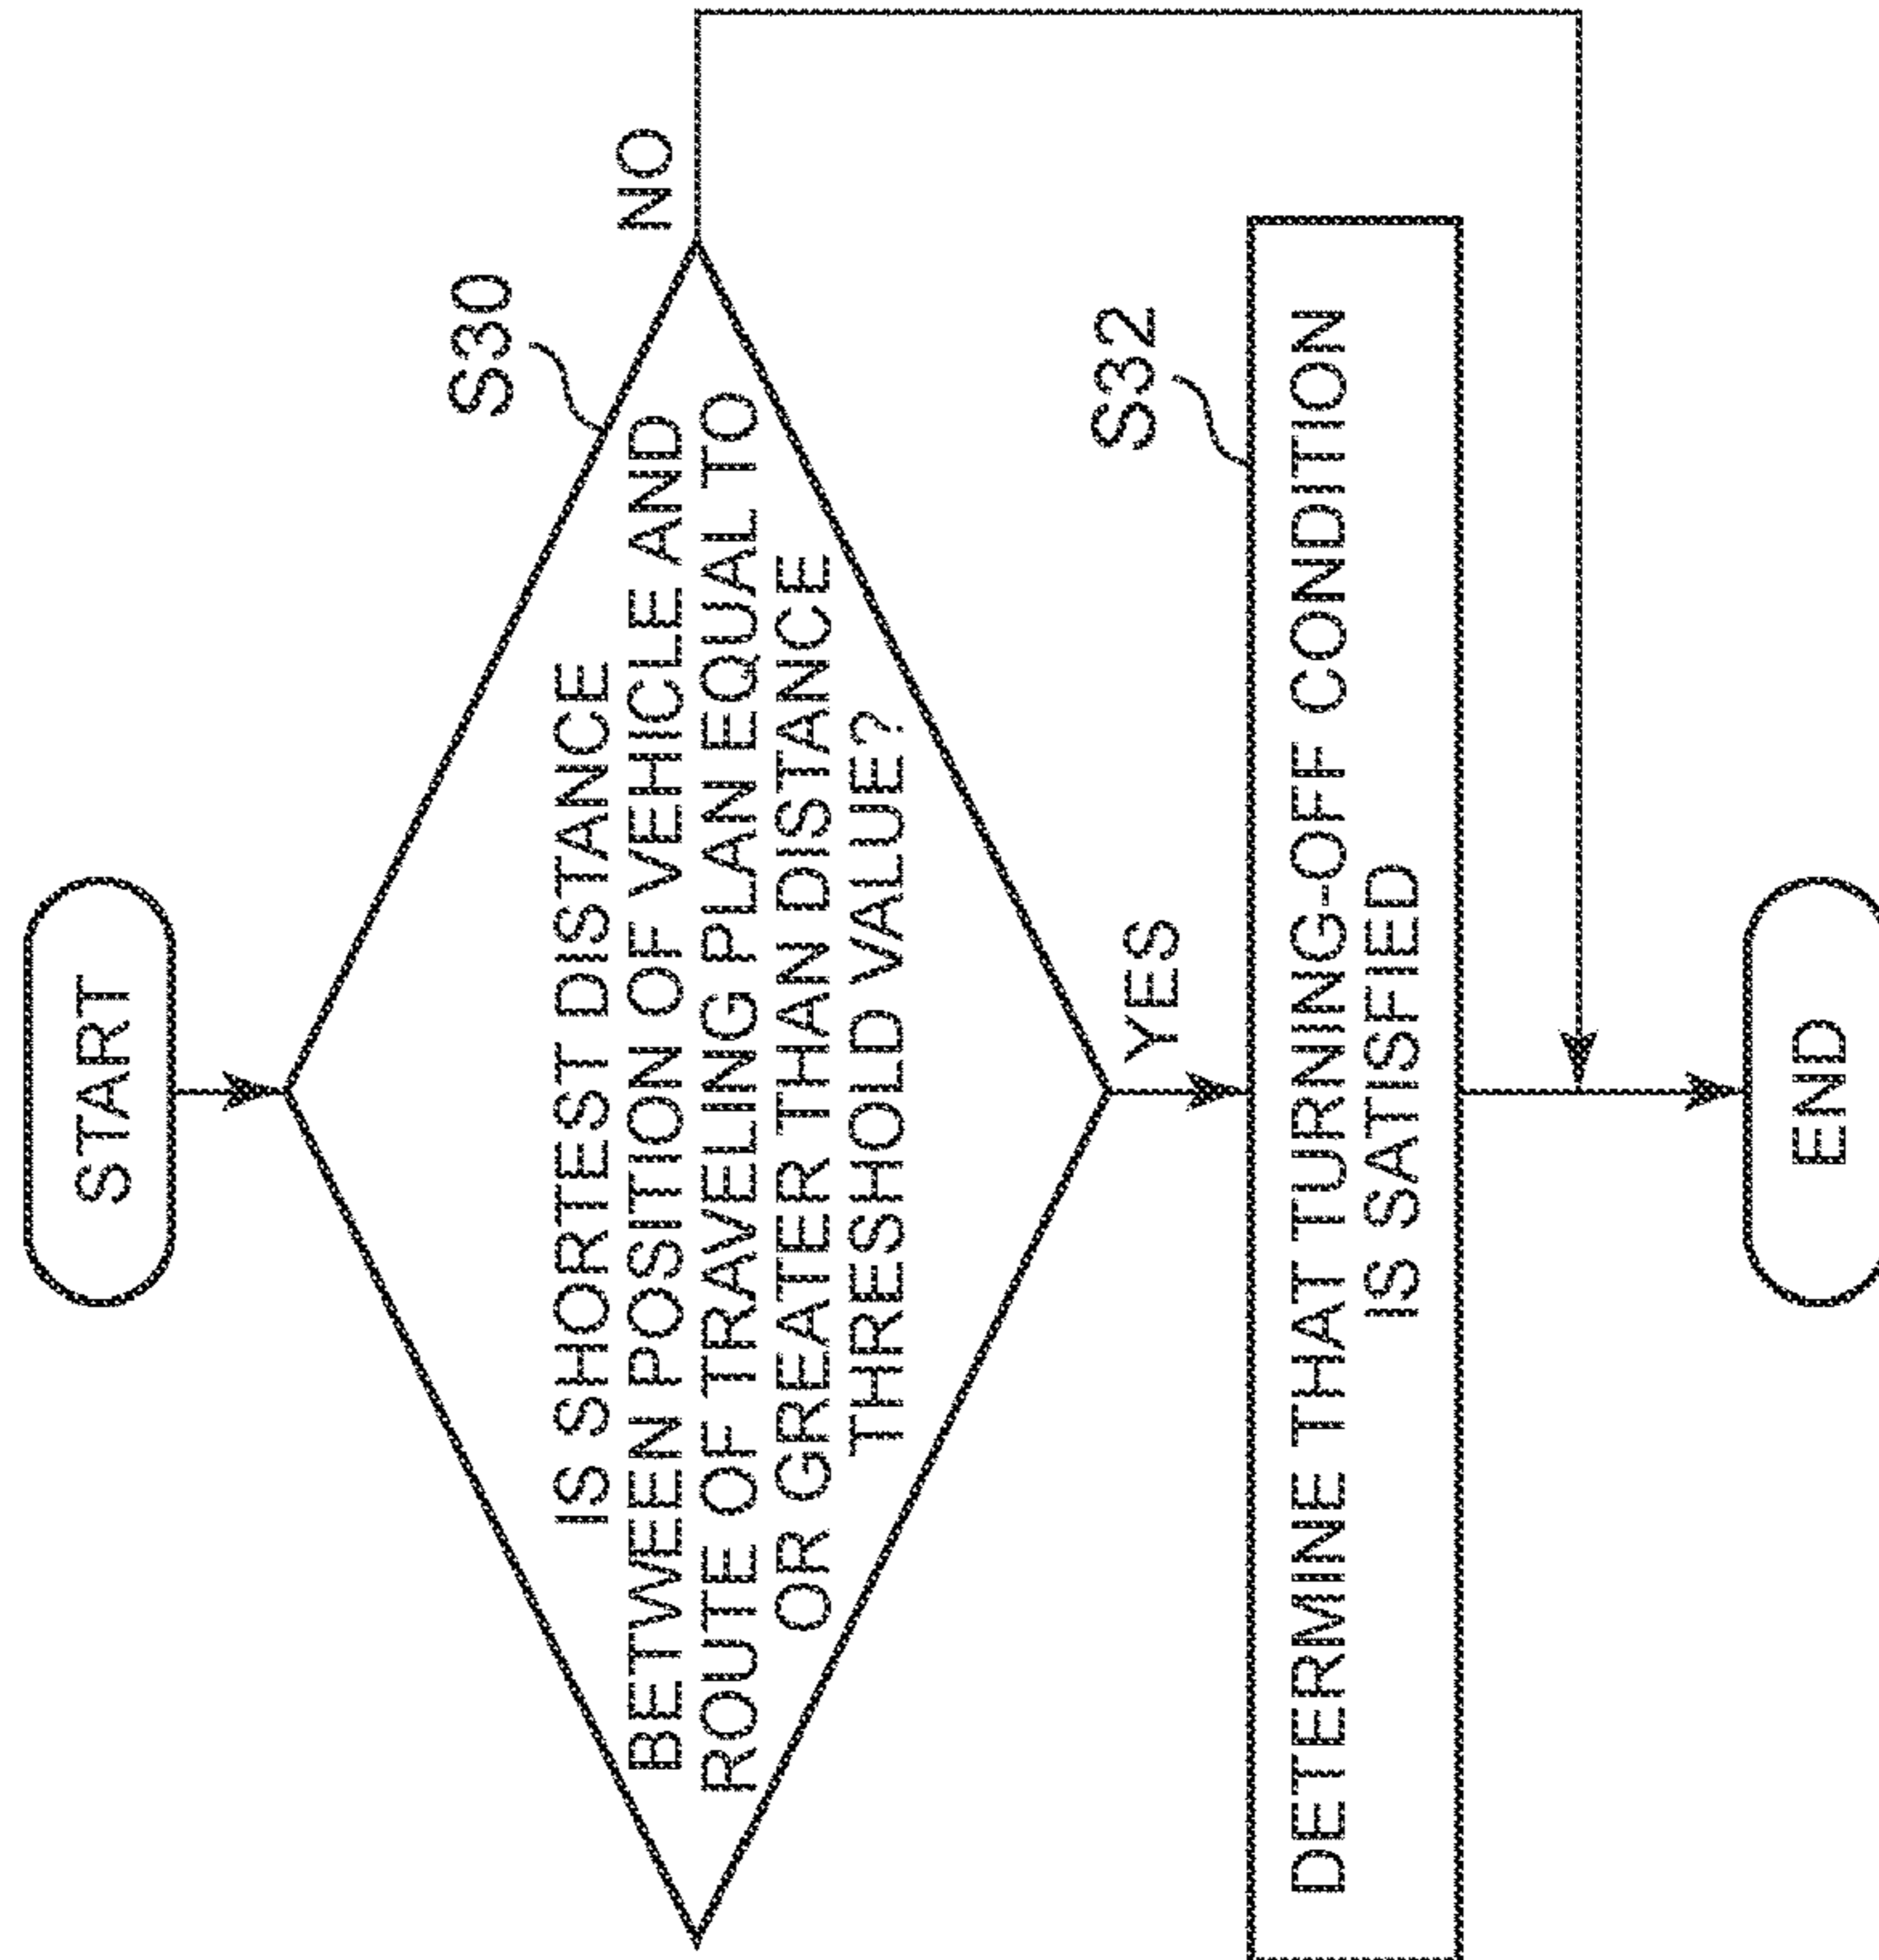 START
S30
IS SHORTEST DISTANCE
BETWEEN POSITION OF VEHICLE AND
ROUTE OF TRAVELING PLAN EQUAL TO
OR GREATER THAN DISTANCE
THRESHOLD VALUE?
NO
YES
S32
DETERMINE THAT TURNING-OFF CONDITION
IS SATISFIED
END